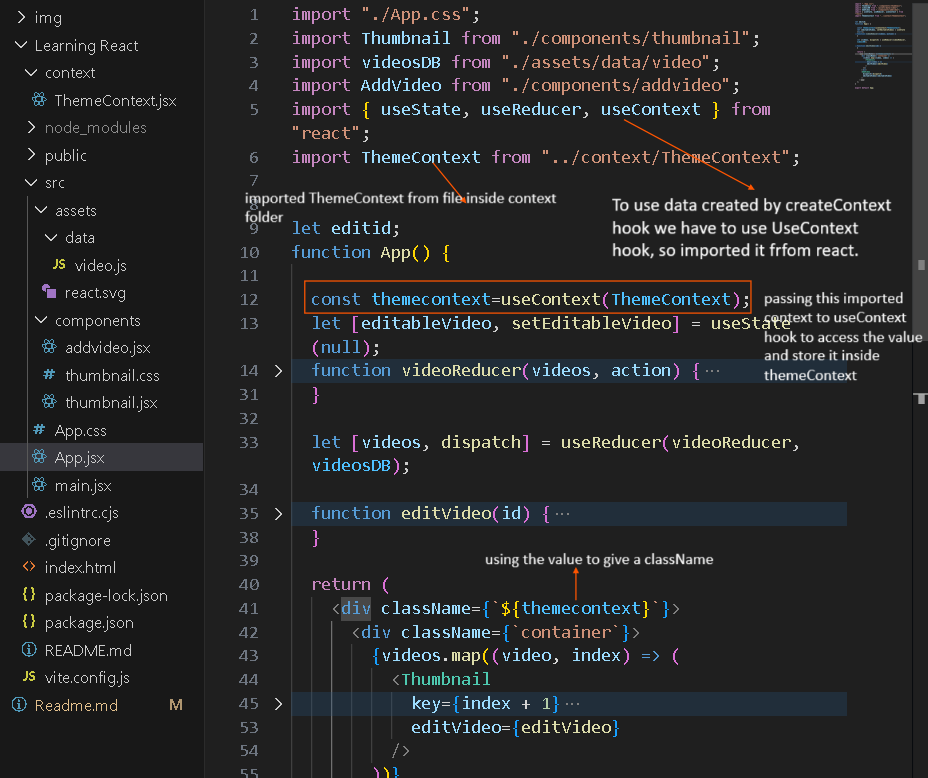 img
Learning React
context
ThemeContext.jsx
node_modules
public
src
assets
data
JS video.js
react.svg
components
addvideo.jsx
# thumbnail.css
thumbnail.jsx
# App.css
App.jsx
main.jsx
.eslintrc.cjs
.gitignore
<> index.html
{} package-lock.json
{} package.json
README.md
JS vite.config.js
Readme.md M
1 import "./App.css";
2 import Thumbnail from "./components/thumbnail";
3 import videosDB from "./assets/data/video";
4 import AddVideo from "./components/addvideo";
5 import { useState, useReducer, useContext } from
"react";
6 import ThemeContext from "../context/ThemeContext";
7
imported ThemeContext from file inside context
8
folder
To use data created by createContext
hook we have to use UseContext
hook, so imported it frfom react.
9 let editid;
10 function App() {
11
12 const themecontext=useContext(ThemeContext);
13 let [editableVideo, setEditableVideo] = useState
(null);
passing this imported
context to useContext
hook to access the value
and store it inside
themeContext
14 function videoReducer(videos, action) { ...
31 }
32
33 let [videos, dispatch] = useReducer(videoReducer,
videosDB);
34
35 function editVideo(id) { ...
38 }
39
using the value to give a className
40 return (
41 <div className={`${themecontext}`}>
42 <div className={`container`}>
43 {videos.map((video, index) => (
44 <Thumbnail
45 key={index + 1} ...
53 editVideo={editVideo}
54 />
55 ))}